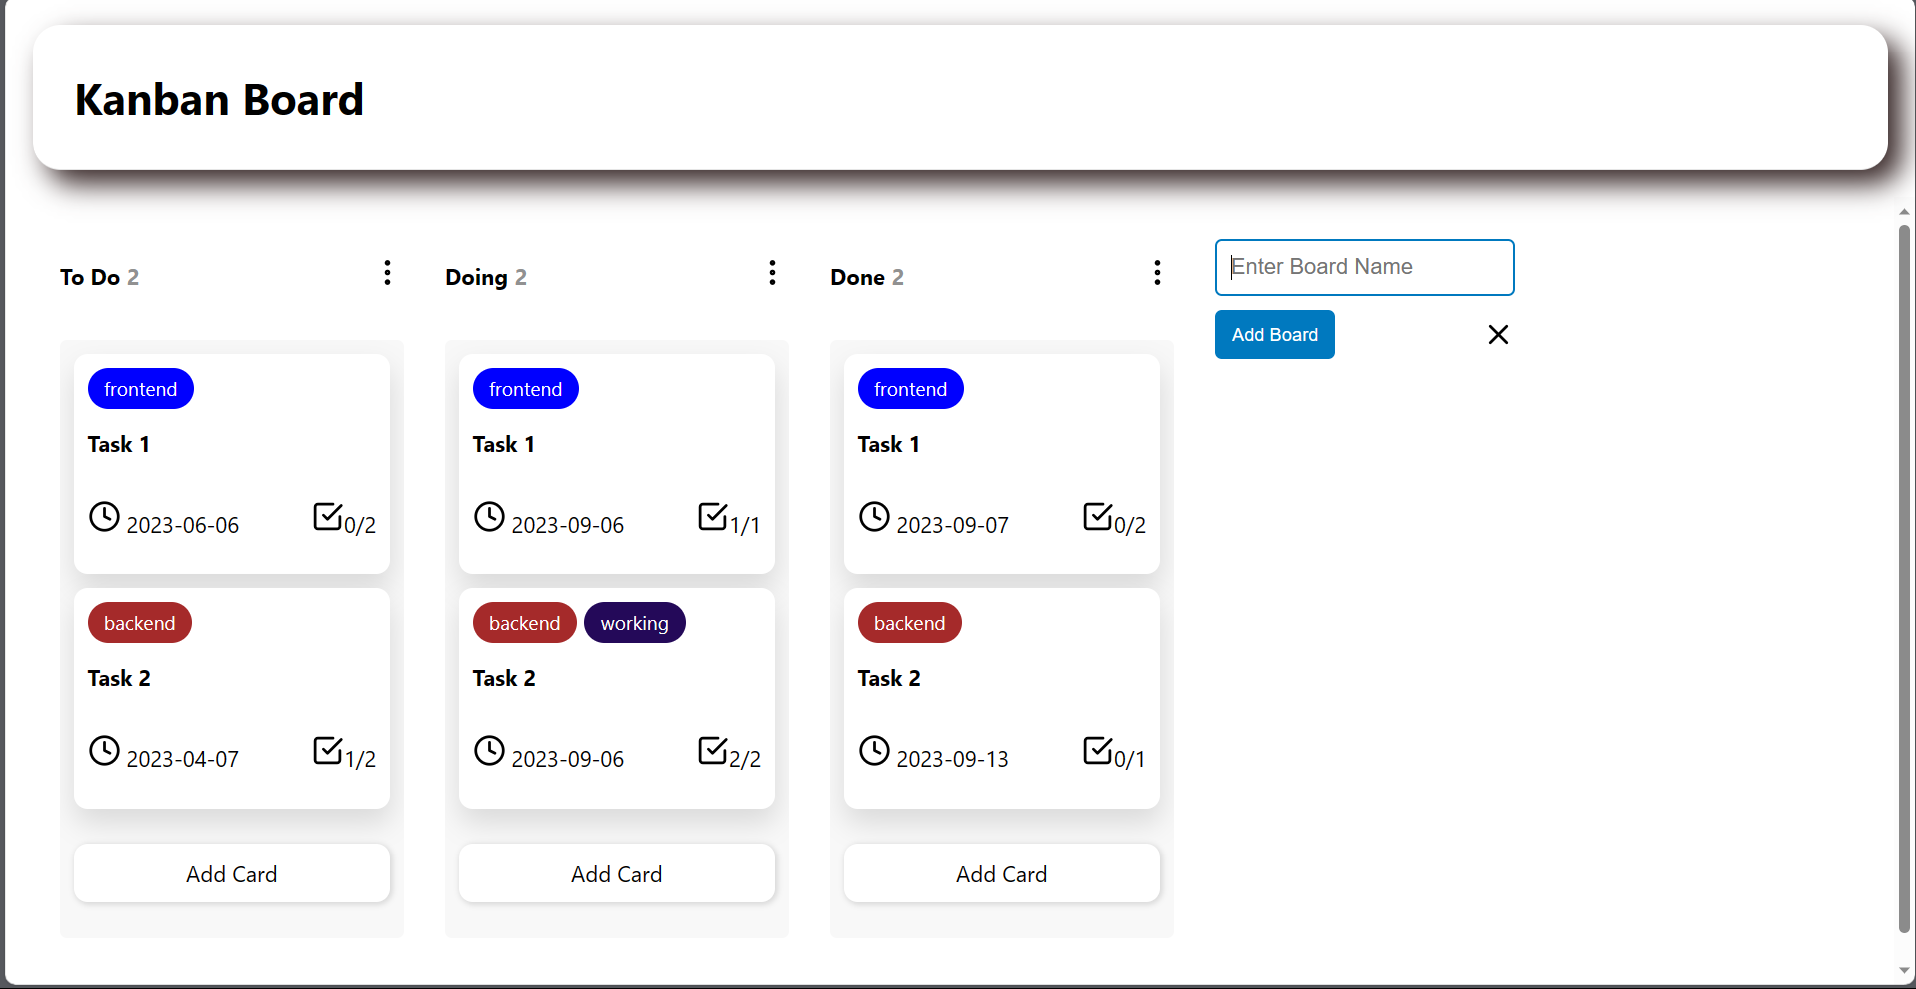 Kanban Board
To Do 2
frontend
Task 1
2023-06-06 0/2
backend
Task 2
2023-04-07 1/2
Add Card
Doing 2
frontend
Task 1
2023-09-06 1/1
backend working
Task 2
2023-09-06 2/2
Add Card
Done 2
frontend
Task 1
2023-09-07 0/2
backend
Task 2
2023-09-13 0/1
Add Card
Enter Board Name
Add Board